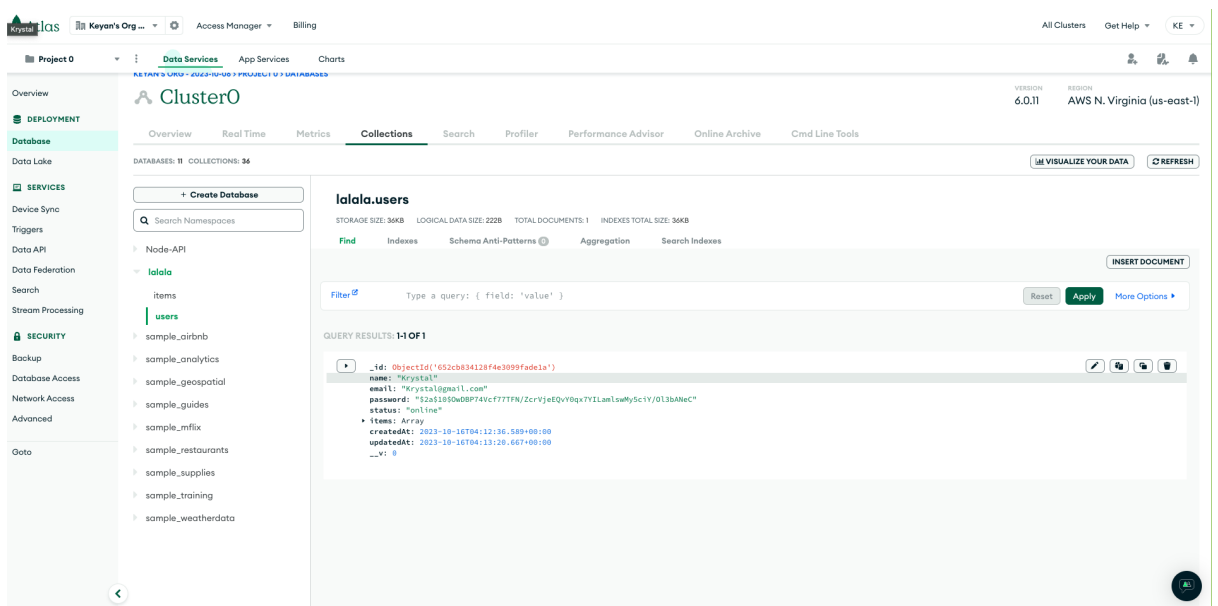 Krystal
Atlas
Keyan's Org ...
Access Manager
Billing
All Clusters
Get Help
KE
Project 0
Data Services
App Services
Charts
KEYAN'S ORG - 2023-10-06 > PROJECT 0 > DATABASES
Overview
DEPLOYMENT
Database
Data Lake
SERVICES
Device Sync
Triggers
Data API
Data Federation
Search
Stream Processing
SECURITY
Backup
Database Access
Network Access
Advanced
Goto
Cluster0
VERSION
6.0.11
REGION
AWS N. Virginia (us-east-1)
Overview
Real Time
Metrics
Collections
Search
Profiler
Performance Advisor
Online Archive
Cmd Line Tools
DATABASES: 11 COLLECTIONS: 36
VISUALIZE YOUR DATA
REFRESH
+ Create Database
Search Namespaces
Node-API
lalala
items
users
sample_airbnb
sample_analytics
sample_geospatial
sample_guides
sample_mflix
sample_restaurants
sample_supplies
sample_training
sample_weatherdata
lalala.users
STORAGE SIZE: 36KB LOGICAL DATA SIZE: 222B TOTAL DOCUMENTS: 1 INDEXES TOTAL SIZE: 36KB
Find
Indexes
Schema Anti-Patterns 0
Aggregation
Search Indexes
INSERT DOCUMENT
Filter
Type a query: { field: 'value' }
Reset
Apply
More Options
QUERY RESULTS: 1-1 OF 1
_id: ObjectId('652cb834128f4e3099fade1a')
name: "Krystal"
email: "Krystal@gmail.com"
password: "$2a$10$OwDBP74Vcf77TFN/ZcrVjeEQvY0qx7YILamlswMy5ciY/Ol3bANeC"
status: "online"
items: Array
createdAt: 2023-10-16T04:12:36.589+00:00
updatedAt: 2023-10-16T04:13:20.667+00:00
__v: 0